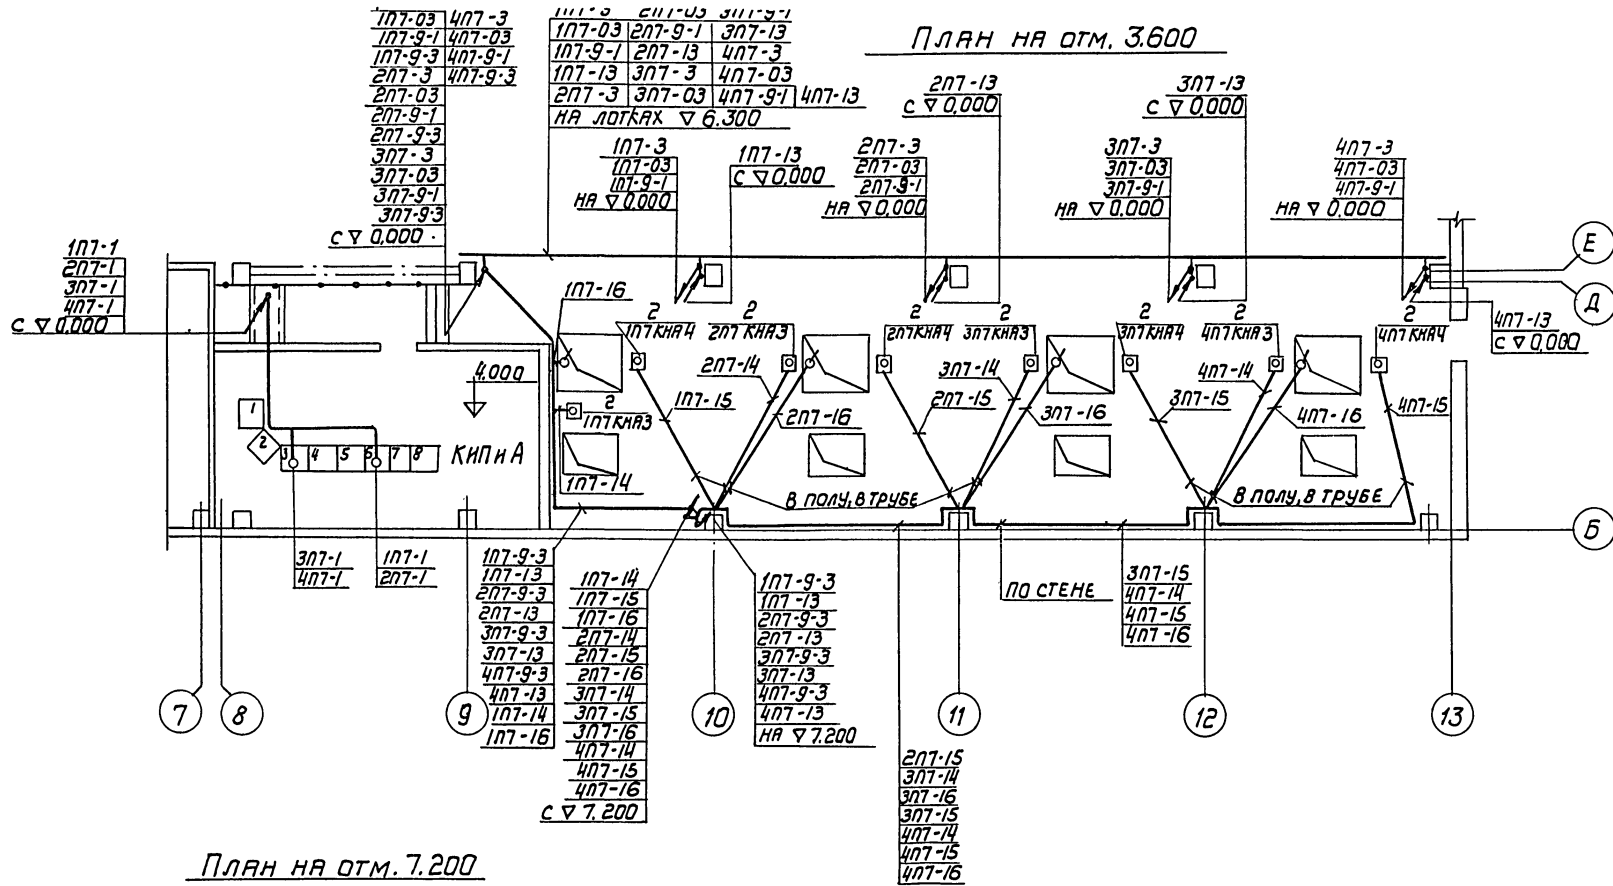 1П7-03 4П7-3
1П7-9-1 4П7-03
1П7-9-3 4П7-9-1
2П7-3 4П7-9-3
2П7-03
2П7-9-1
2П7-9-3
3П7-3
3П7-03
3П7-9-1
3П7-9-3
С ▽ 0,000
1П7-3 2П7-03 3П7-9-1
1П7-03 2П7-9-1 3П7-13
1П7-9-1 2П7-13 4П7-3
1П7-13 3П7-3 4П7-03
2П7-3 3П7-03 4П7-9-1 4П7-13
НА ЛОТКАХ ▽ 6.300
ПЛАН НА ОТМ. 3.600
1П7-3
1П7-03
1П7-9-1
НА ▽ 0,000
1П7-13
С ▽ 0,000
2П7-3
2П7-03
2П7-9-1
НА ▽ 0,000
2П7-13
С ▽ 0,000
3П7-3
3П7-03
3П7-9-1
НА ▽ 0,000
3П7-13
С ▽ 0,000
4П7-3
4П7-03
4П7-9-1
НА ▽ 0,000
Е
Д
4П7-13
С ▽ 0,000
1П7-1
2П7-1
3П7-1
4П7-1
С ▽ 0,000
1П7-16
2
1П7КНА4
2
2П7КНА3
2
2П7КНА4
2
3П7КНА3
2
3П7КНА4
2
4П7КНА3
2
4П7КНА4
4.000
2
1П7КНА3
1П7-14
1П7-15
2П7-14
2П7-16
2П7-15
3П7-14
3П7-16
3П7-15
4П7-14
4П7-16
4П7-15
1
2
3 4 5 6 7 8
КИП и А
В ПОЛУ, В ТРУБЕ
В ПОЛУ, В ТРУБЕ
Б
3П7-1
4П7-1
1П7-1
2П7-1
1П7-9-3
1П7-13
2П7-9-3
2П7-13
3П7-9-3
3П7-13
4П7-9-3
4П7-13
1П7-14
1П7-16
1П7-14
1П7-15
1П7-16
2П7-14
2П7-15
2П7-16
3П7-14
3П7-15
3П7-16
4П7-14
4П7-15
4П7-16
С ▽ 7.200
1П7-9-3
1П7-13
2П7-9-3
2П7-13
3П7-9-3
3П7-13
4П7-9-3
4П7-13
НА ▽ 7.200
ПО СТЕНЕ
3П7-15
4П7-14
4П7-15
4П7-16
2П7-15
3П7-14
3П7-16
3П7-15
4П7-14
4П7-15
4П7-16
7 8 9 10 11 12 13
ПЛАН НА ОТМ. 7.200